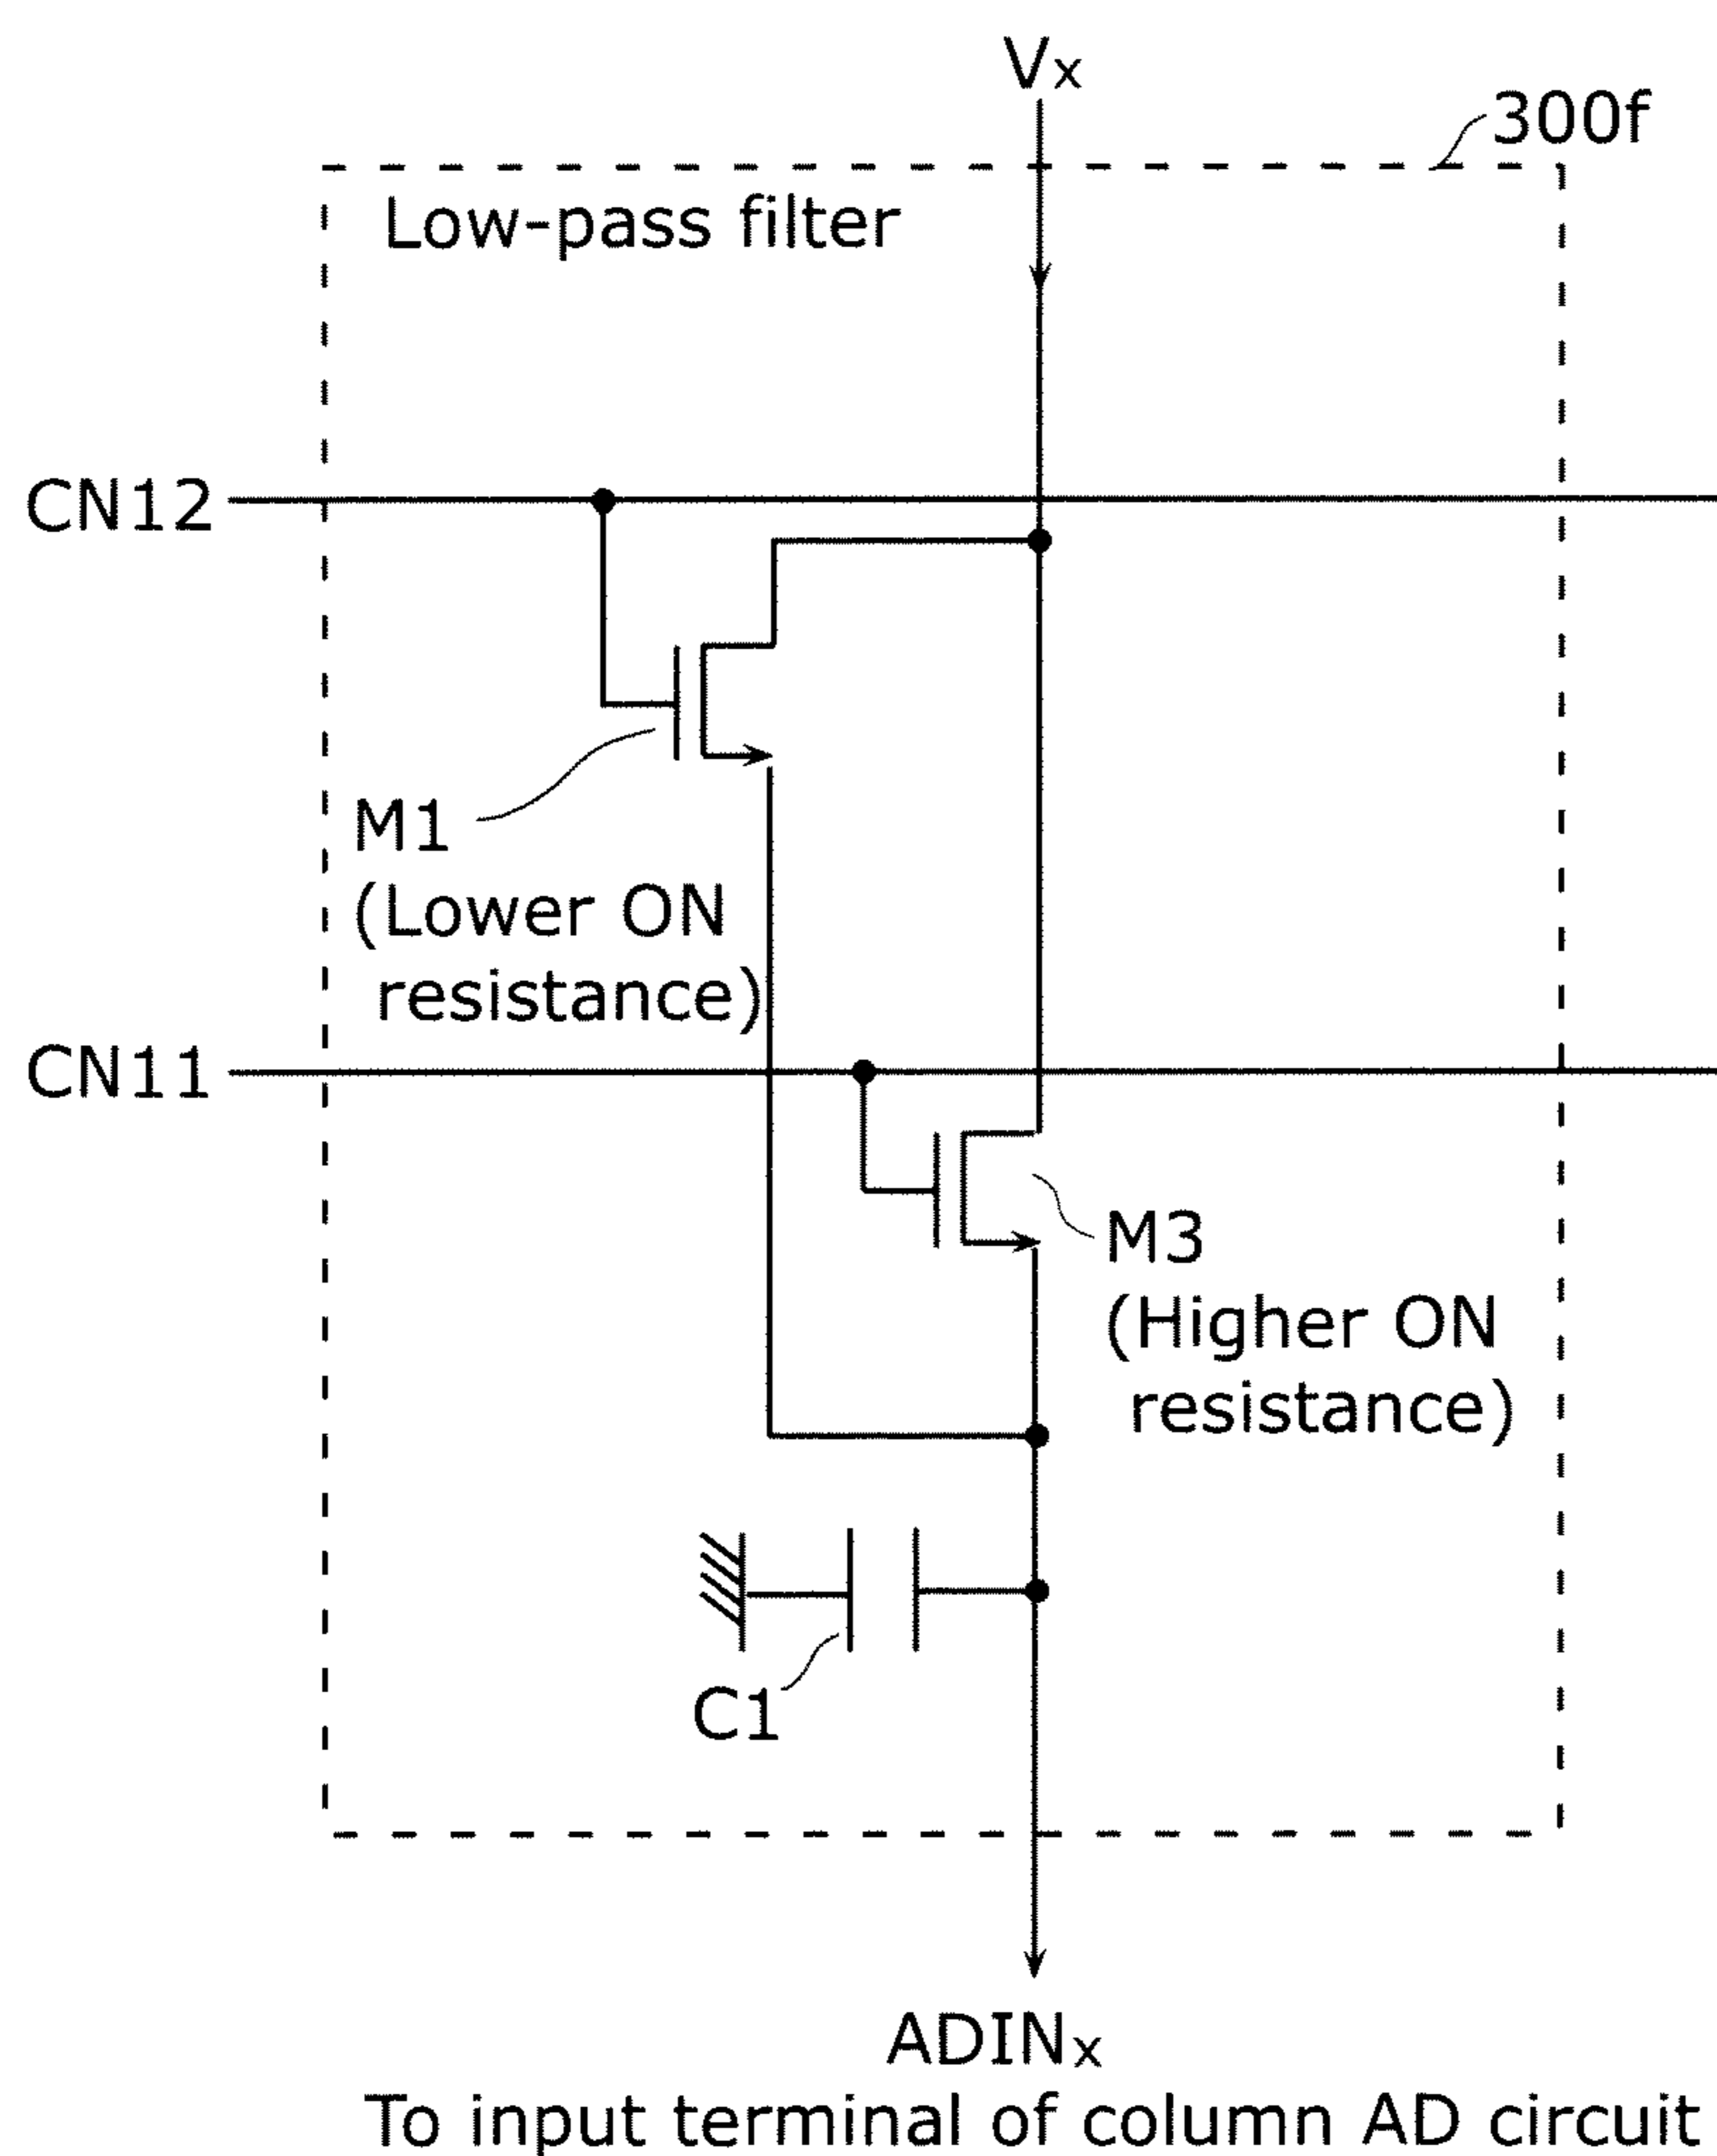 Vx
300f
Low-pass filter
CN12
M1
(Lower ON
resistance)
CN11
M3
(Higher ON
resistance)
C1
ADINx
To input terminal of column AD circuit